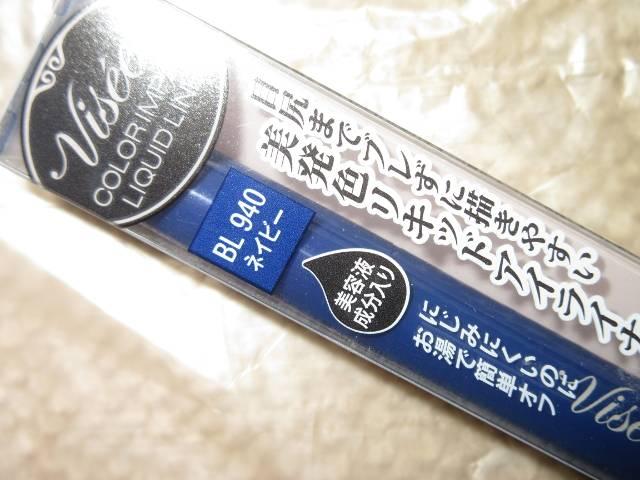 Visée
COLOR IMP
LIQUID LIN
BL 940
ネイビー
目尻までブレずに描きやすい
美発色リキッドアイライナ
美容液
成分入り
にじみにくいのに
お湯で簡単オフ
Visé